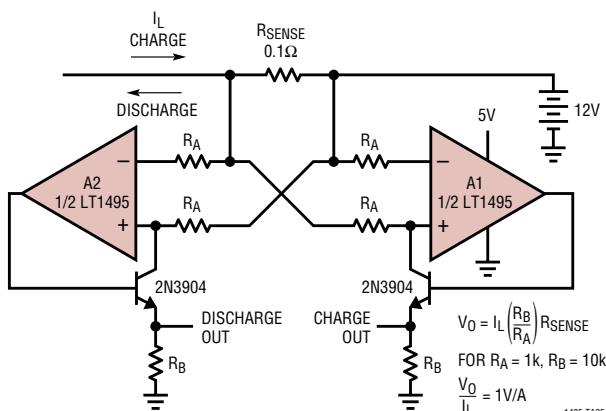 I_L
CHARGE
R_SENSE
0.1Ω
DISCHARGE
12V
5V
R_A
R_A
A2
1/2 LT1495
A1
1/2 LT1495
R_A
R_A
–
+
–
+
2N3904
2N3904
DISCHARGE
OUT
CHARGE
OUT
R_B
R_B
V_O = I_L(R_B/R_A)R_SENSE
FOR R_A = 1k, R_B = 10k
V_O/I_L = 1V/A